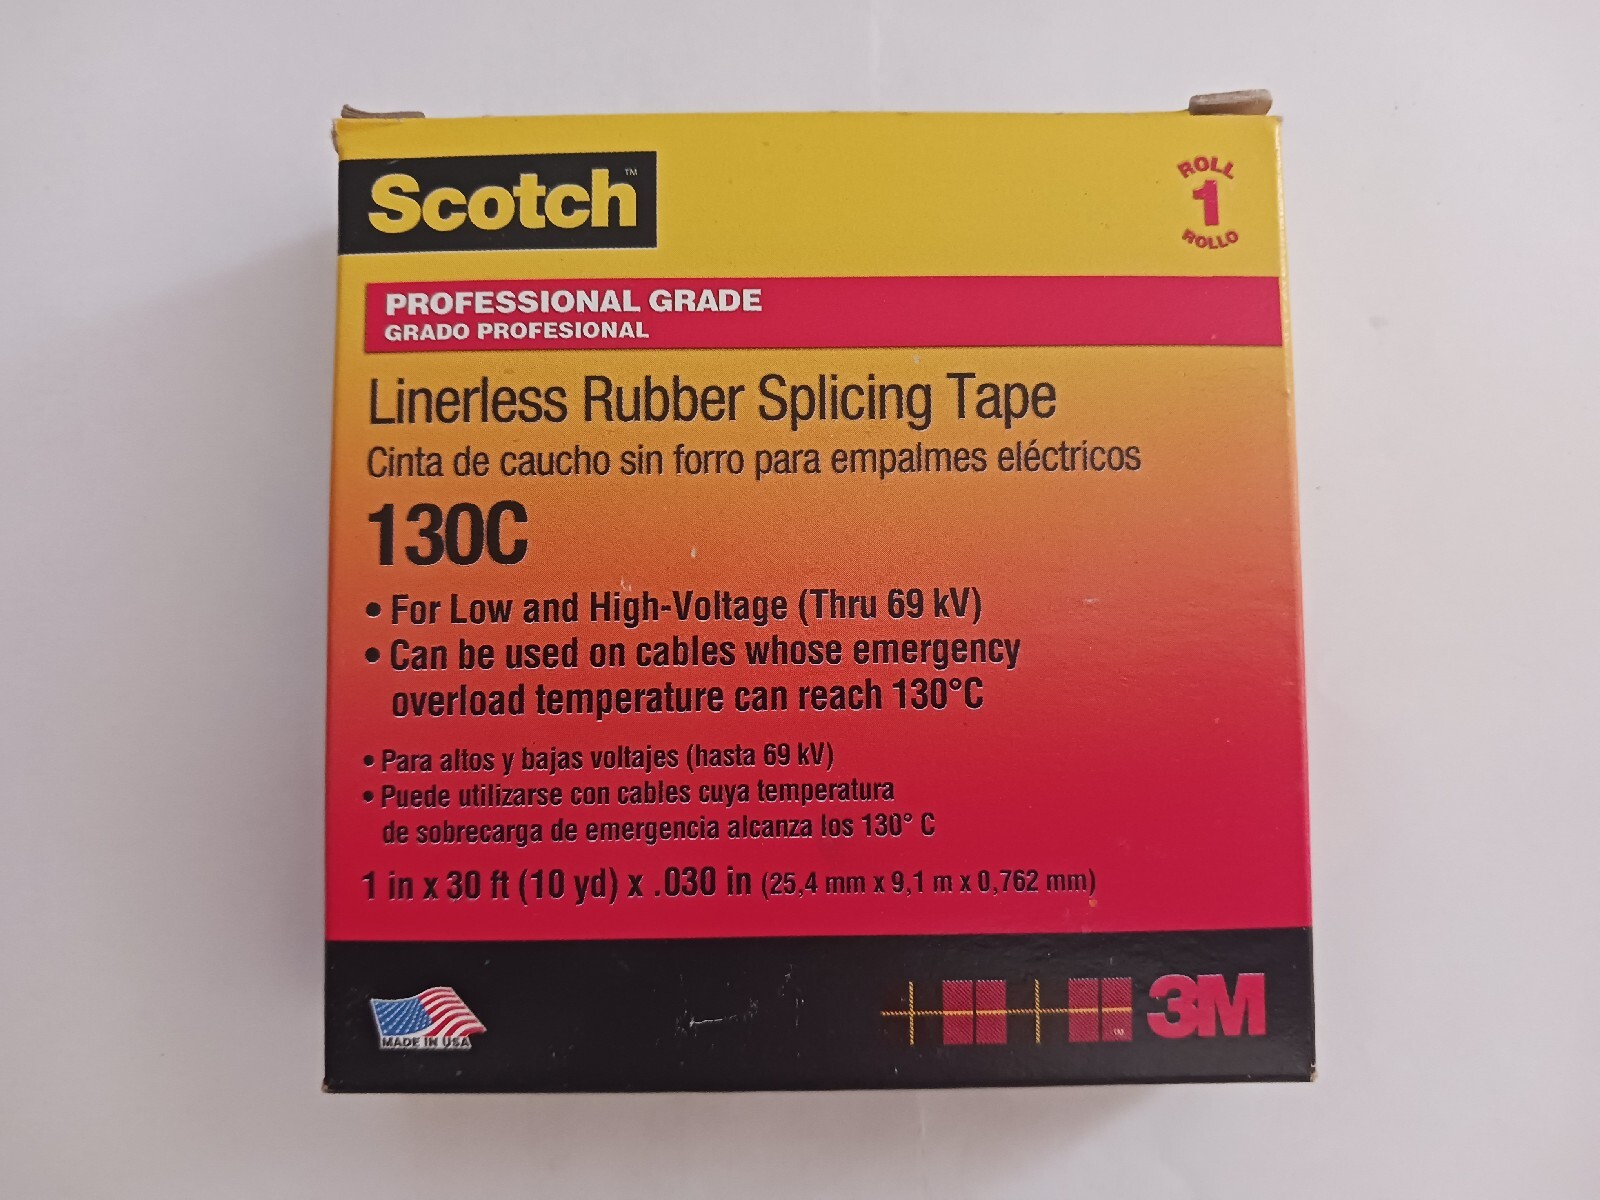 Scotch™
ROLL
1
ROLLO
PROFESSIONAL GRADE
GRADO PROFESIONAL
Linerless Rubber Splicing Tape
Cinta de caucho sin forro para empalmes eléctricos
130C
• For Low and High-Voltage (Thru 69 kV)
• Can be used on cables whose emergency
overload temperature can reach 130°C
• Para altos y bajas voltajes (hasta 69 kV)
• Puede utilizarse con cables cuya temperatura
de sobrecarga de emergencia alcanza los 130° C
1 in x 30 ft (10 yd) x .030 in (25,4 mm x 9,1 m x 0,762 mm)
MADE IN USA
™
3M